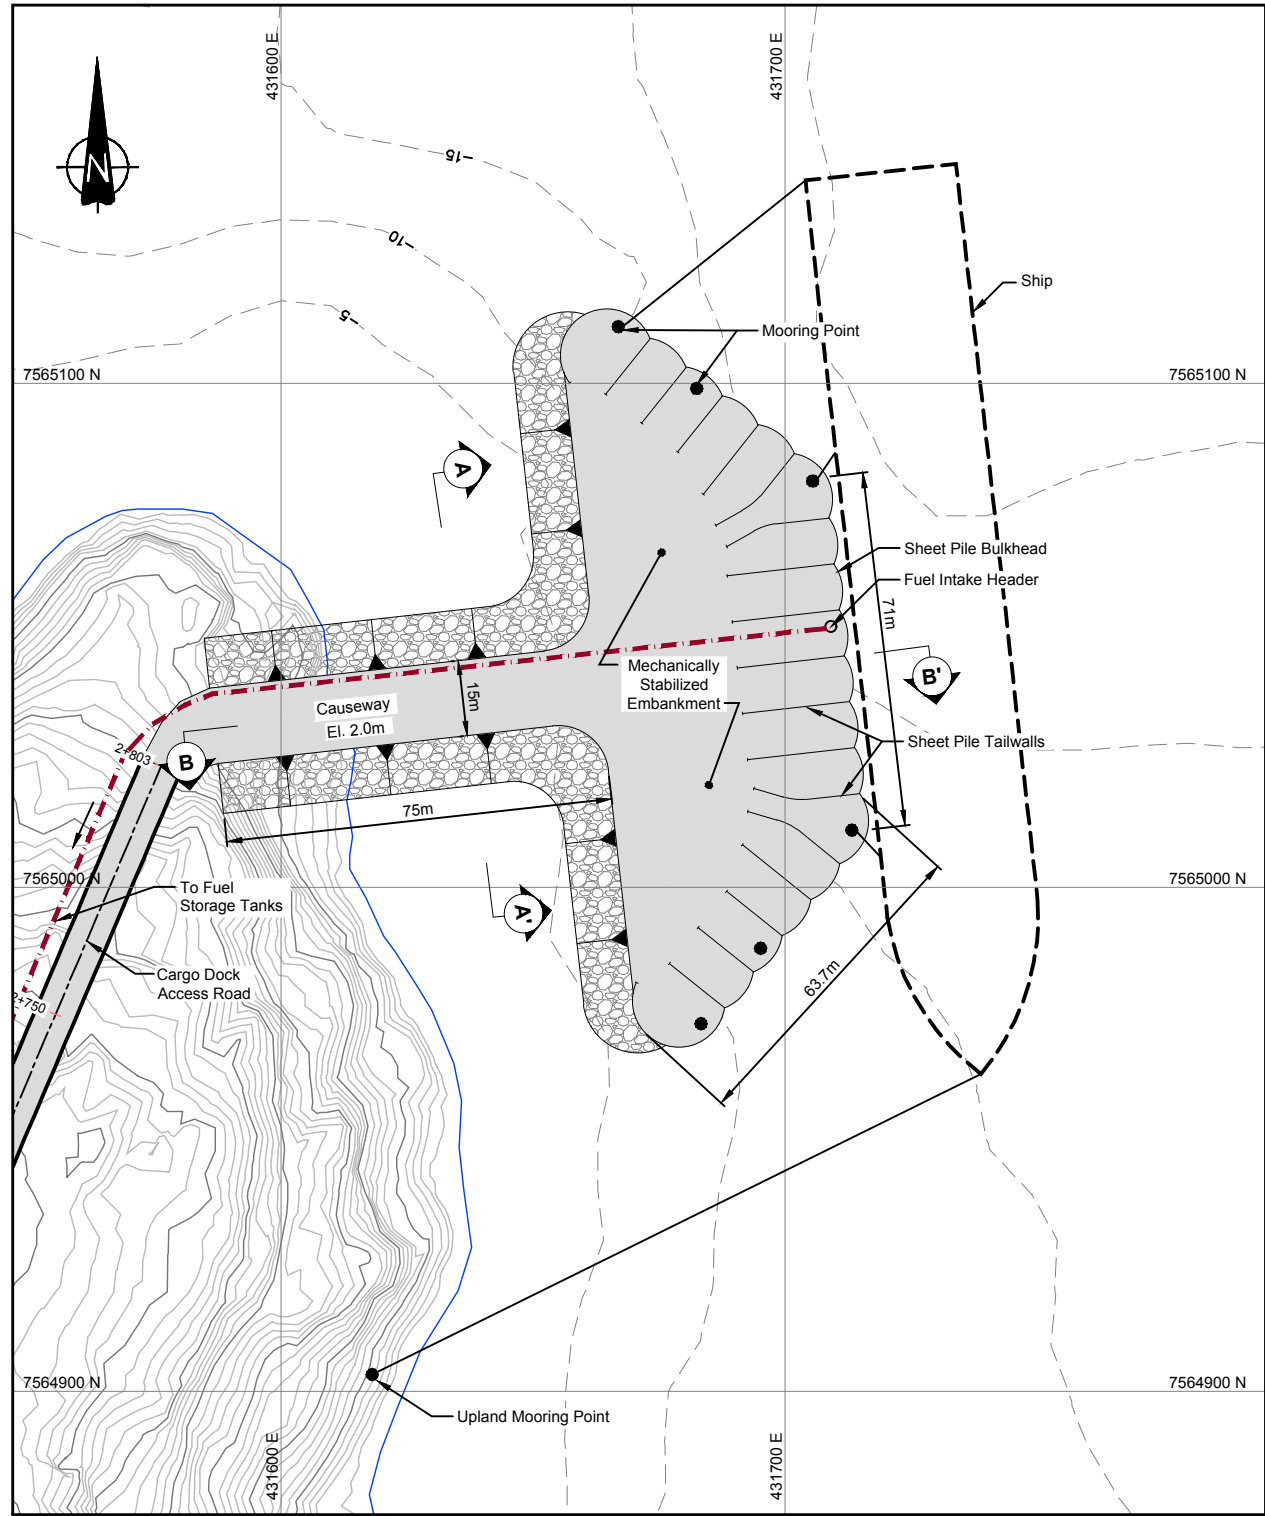 431600 E
431700 E
N
-15
-10
-5
Ship
Mooring Point
7565100 N
7565100 N
A
Sheet Pile Bulkhead
Fuel Intake Header
71m
Mechanically
Stabilized
Embankment
B'
15m
Causeway
El. 2.0m
Sheet Pile Tailwalls
2+803
B
75m
7565000 N
7565000 N
To Fuel
Storage Tanks
A'
63.7m
Cargo Dock
Access Road
2+750
7564900 N
7564900 N
Upland Mooring Point
431600 E
431700 E